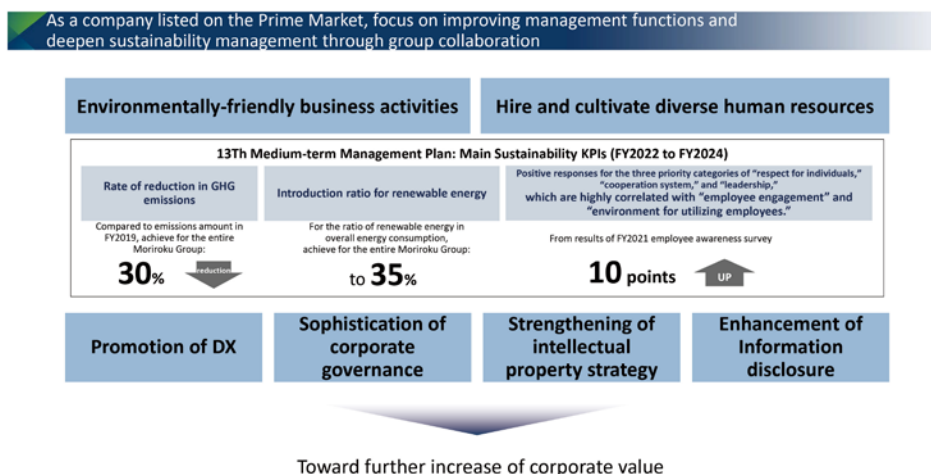 As a company listed on the Prime Market, focus on improving management functions and
deepen sustainability management through group collaboration
Environmentally-friendly business activities
Hire and cultivate diverse human resources
13Th Medium-term Management Plan: Main Sustainability KPIs (FY2022 to FY2024)
Rate of reduction in GHG
emissions
Compared to emissions amount in
FY2019, achieve for the entire
Moriroku Group:
30%
reduction
Introduction ratio for renewable energy
For the ratio of renewable energy in
overall energy consumption,
achieve for the entire Moriroku Group:
to 35%
Positive responses for the three priority categories of “respect for individuals,”
“cooperation system,” and “leadership,”
which are highly correlated with “employee engagement” and
“environment for utilizing employees.”
From results of FY2021 employee awareness survey
10 points
UP
Promotion of DX
Sophistication of
corporate
governance
Strengthening of
intellectual
property strategy
Enhancement of
Information
disclosure
Toward further increase of corporate value